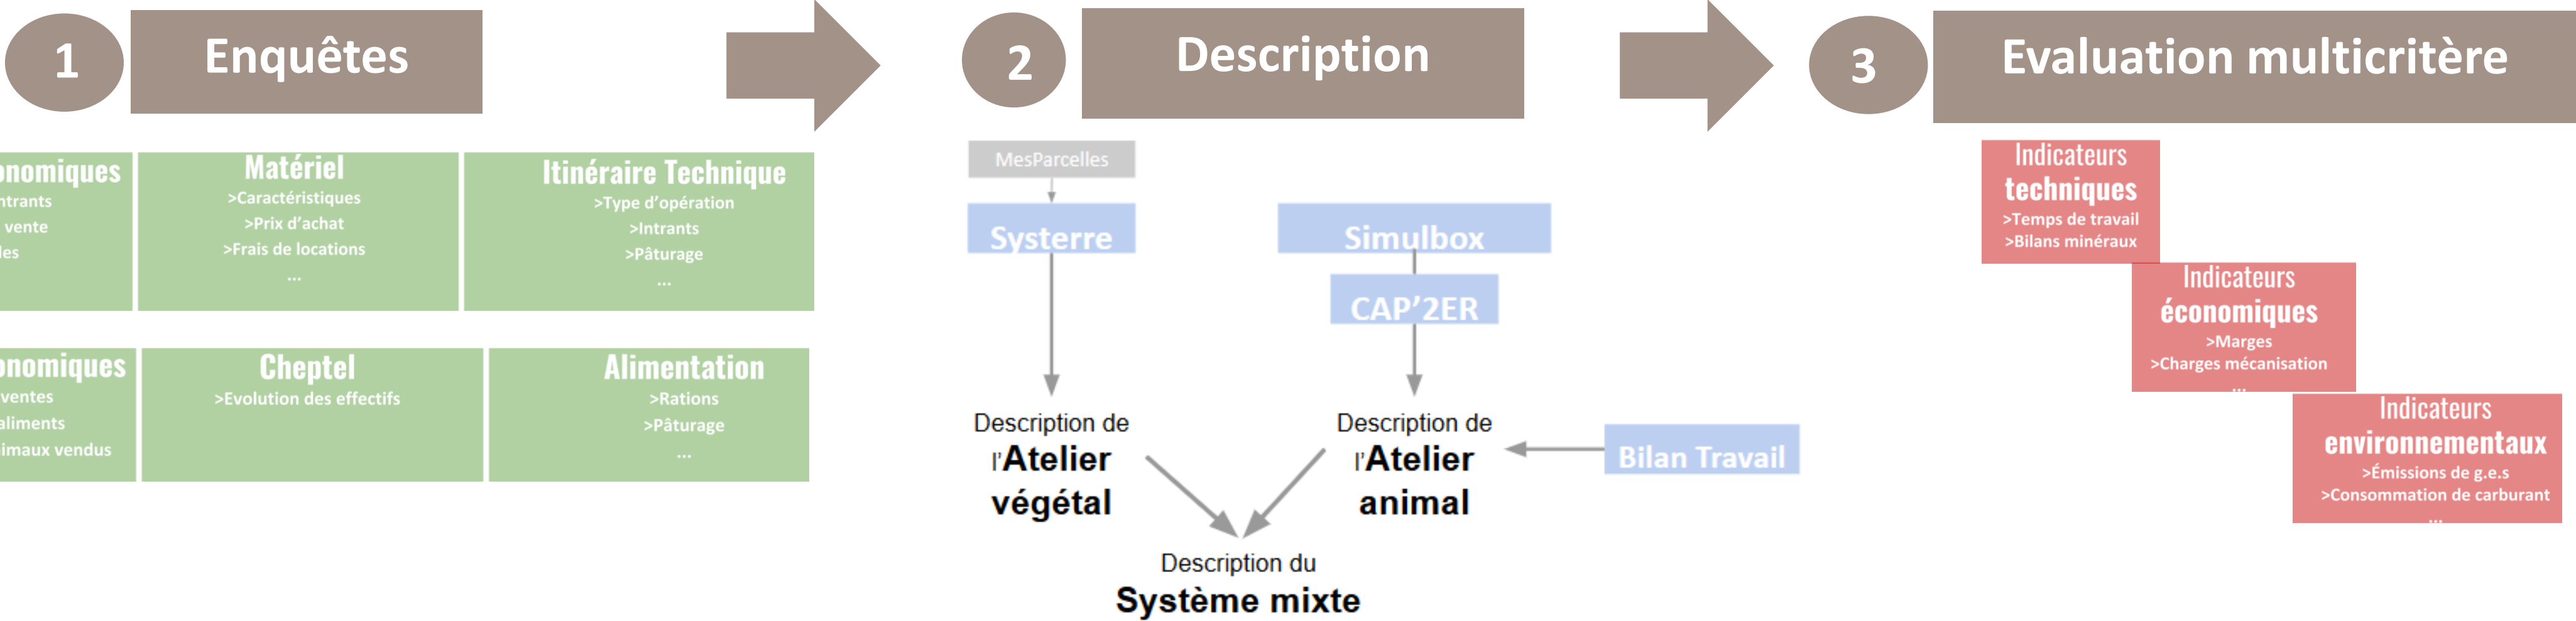 1
Enquêtes
2
Description
3
Evaluation multicritère
onomiques
ntrants
vente
les
Matériel
>Caractéristiques
>Prix d'achat
>Frais de locations
...
Itinéraire Technique
>Type d'opération
>Intrants
>Pâturage
...
onomiques
ventes
aliments
imaux vendus
Cheptel
>Evolution des effectifs
Alimentation
>Rations
>Pâturage
...
MesParcelles
Systerre
Simulbox
CAP'2ER
Description de
l'Atelier
végétal
Description de
l'Atelier
animal
Bilan Travail
Description du
Système mixte
Indicateurs
techniques
>Temps de travail
>Bilans minéraux
Indicateurs
économiques
>Marges
>Charges mécanisation
...
Indicateurs
environnementaux
>Émissions de g.e.s
>Consommation de carburant
...